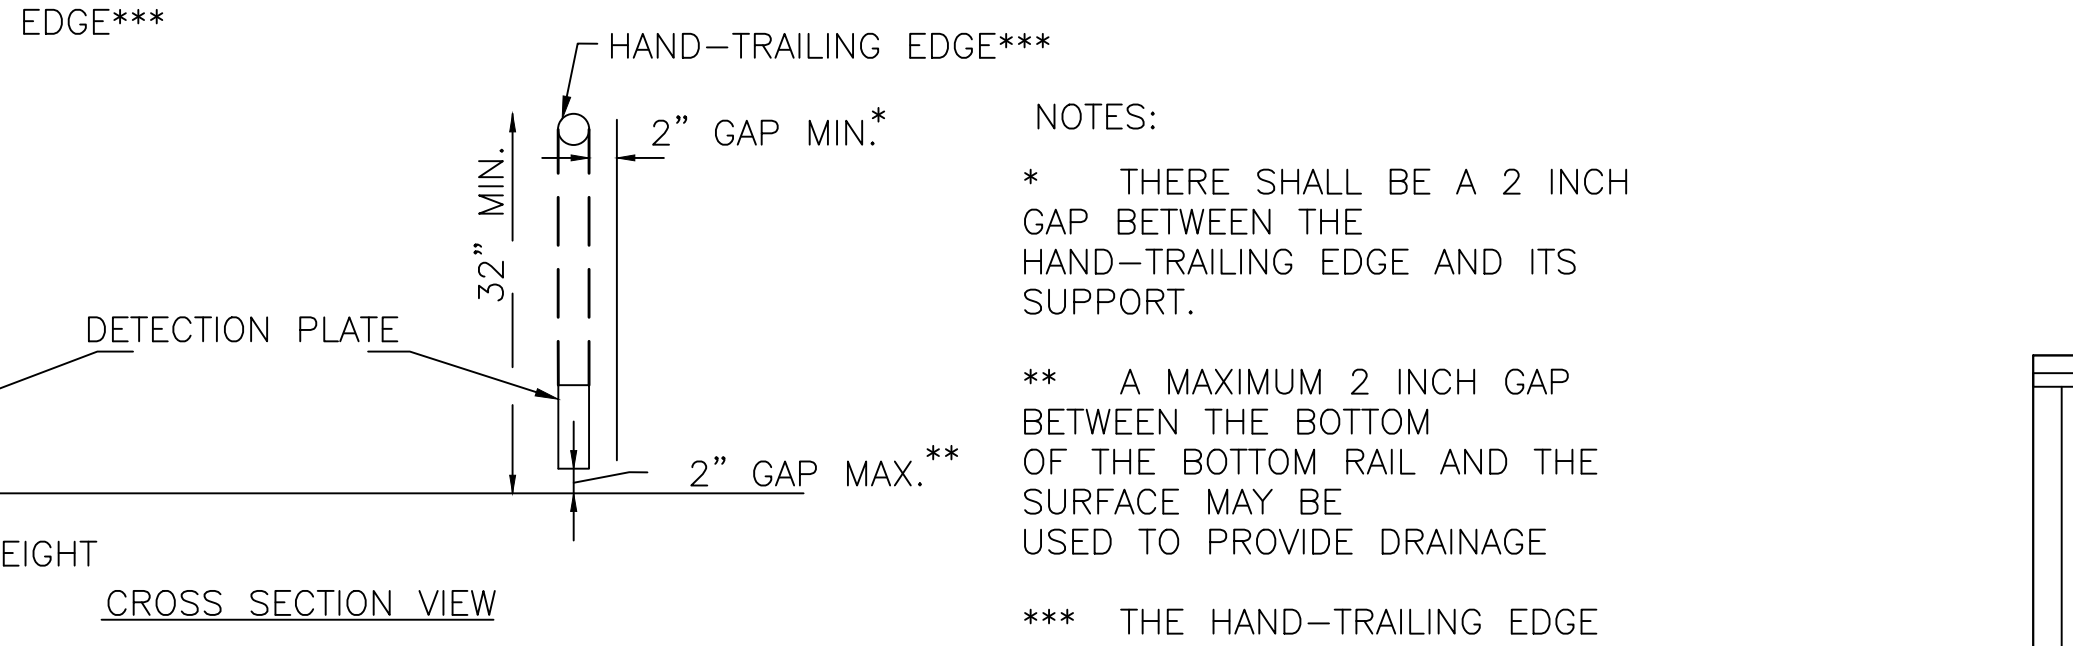 EDGE***
HAND-TRAILING EDGE***
2” GAP MIN.*
32” MIN.
DETECTION PLATE
2” GAP MAX.**
EIGHT
CROSS SECTION VIEW
NOTES:
* THERE SHALL BE A 2 INCH
GAP BETWEEN THE
HAND-TRAILING EDGE AND ITS
SUPPORT.
** A MAXIMUM 2 INCH GAP
BETWEEN THE BOTTOM
OF THE BOTTOM RAIL AND THE
SURFACE MAY BE
USED TO PROVIDE DRAINAGE
*** THE HAND-TRAILING EDGE